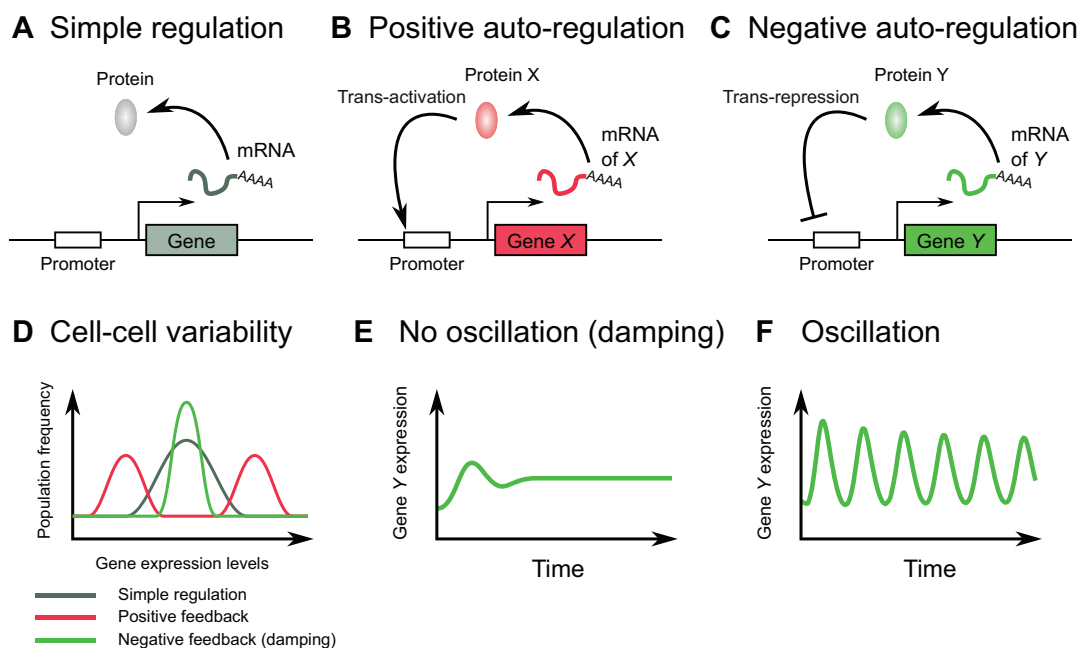 A Simple regulation
Protein
mRNA
AAAA
Gene
Promoter
B Positive auto-regulation
Protein X
Trans-activation
mRNA
of X
AAAA
Gene X
Promoter
C Negative auto-regulation
Protein Y
Trans-repression
mRNA
of Y
AAAA
Gene Y
Promoter
D Cell-cell variability
Population frequency
Gene expression levels
Simple regulation
Positive feedback
Negative feedback (damping)
E No oscillation (damping)
Gene Y expression
Time
F Oscillation
Gene Y expression
Time